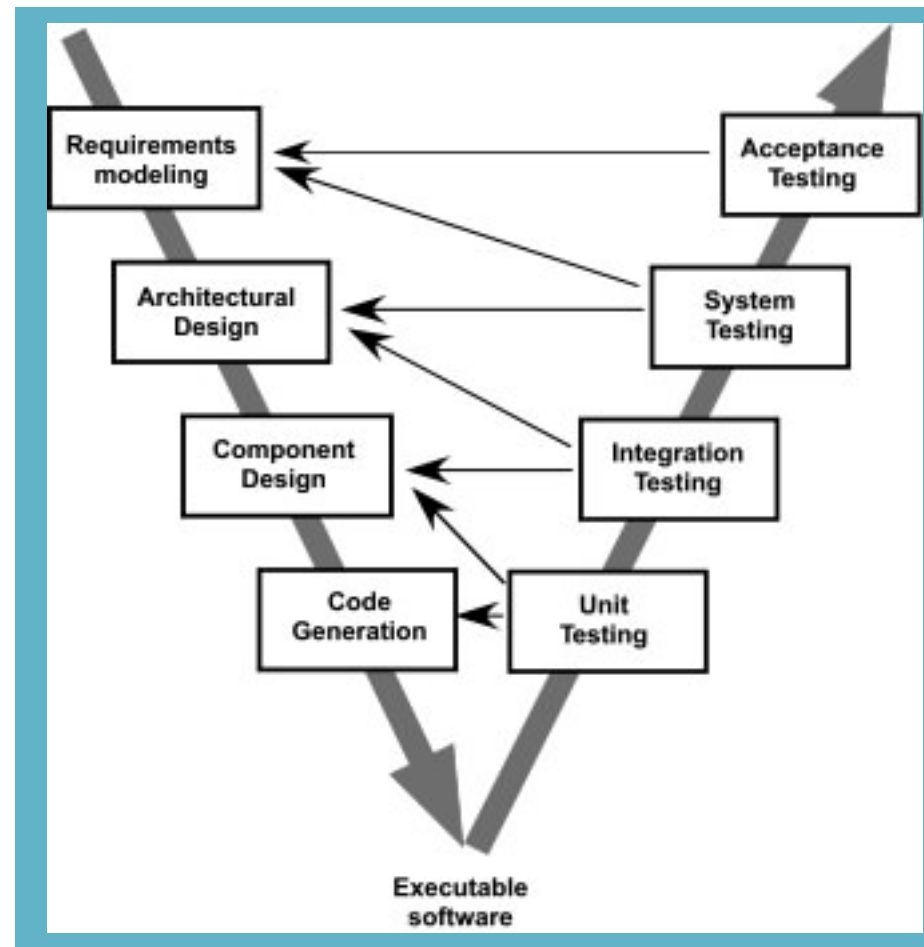 Requirements
modeling
Acceptance
Testing
Architectural
Design
System
Testing
Component
Design
Integration
Testing
Code
Generation
Unit
Testing
Executable
software